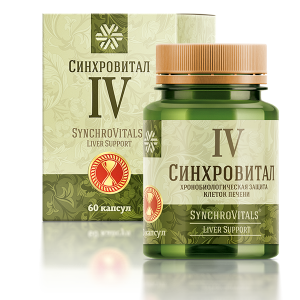 СИНХРОВИТАЛ
IV
SYNCHROVITALS
LIVER SUPPORT
60 капсул
IV
СИНХРОВИТАЛ
ХРОНОБИОЛОГИЧЕСКАЯ ЗАЩИТА
КЛЕТОК ПЕЧЕНИ
SYNCHROVITALS
LIVER SUPPORT